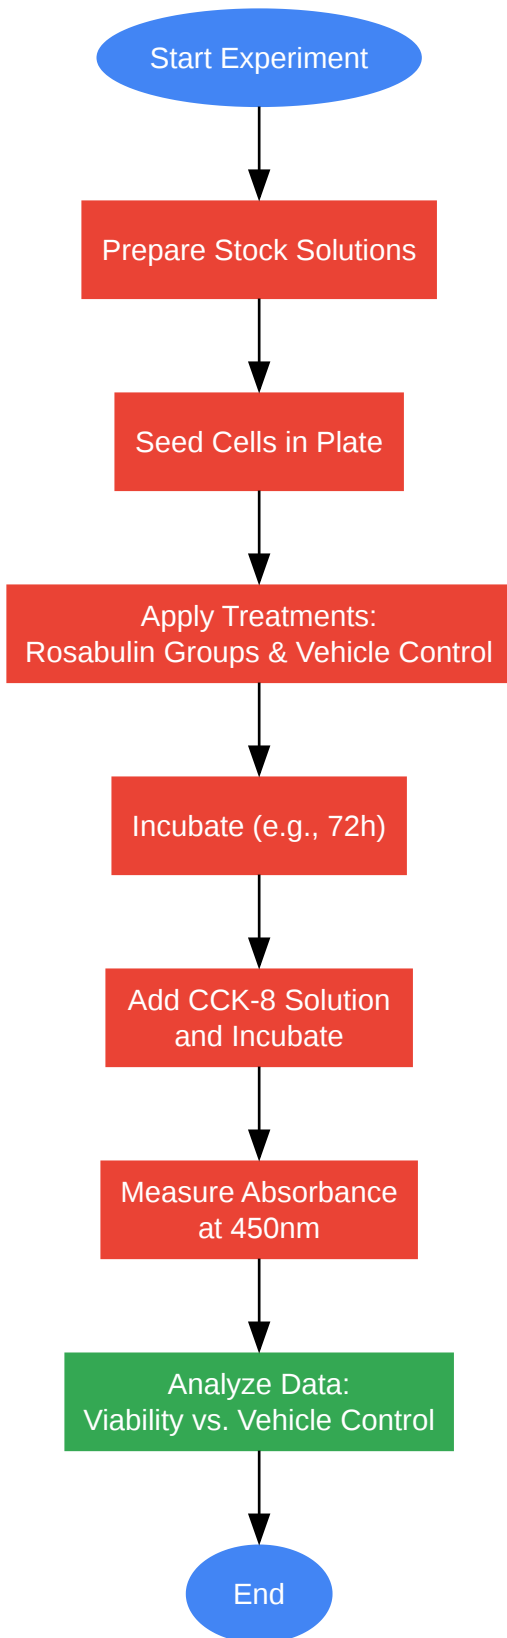 Start Experiment
Prepare Stock Solutions
Seed Cells in Plate
Apply Treatments:
Rosabulin Groups & Vehicle Control
Incubate (e.g., 72h)
Add CCK-8 Solution
and Incubate
Measure Absorbance
at 450nm
Analyze Data:
Viability vs. Vehicle Control
End